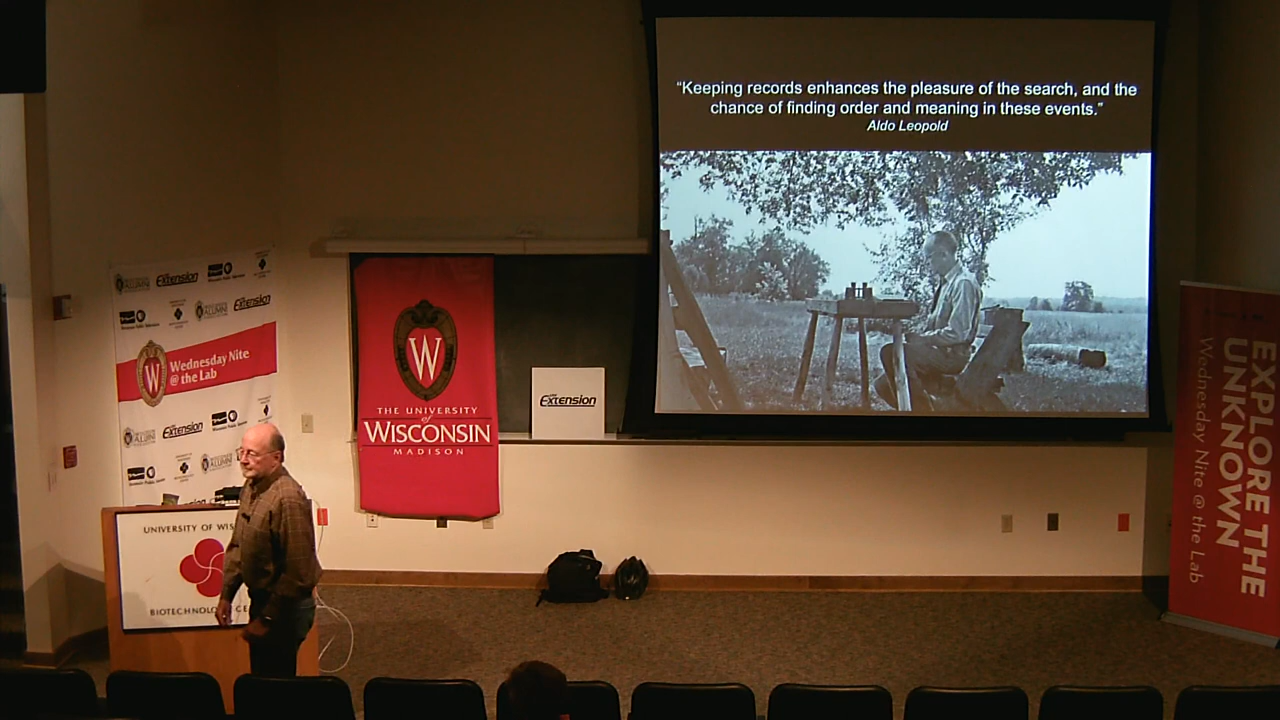 “Keeping records enhances the pleasure of the search, and the
chance of finding order and meaning in these events.”
Aldo Leopold
Extension
Extension
Wednesday Nite
@ the Lab
W
Extension
W
THE UNIVERSITY
of
WISCONSIN
MADISON
Extension
UNIVERSITY OF WIS
BIOTECHNOLO
CE
EXPLORE THE
UNKNOWN
Wednesday Nite @ the Lab